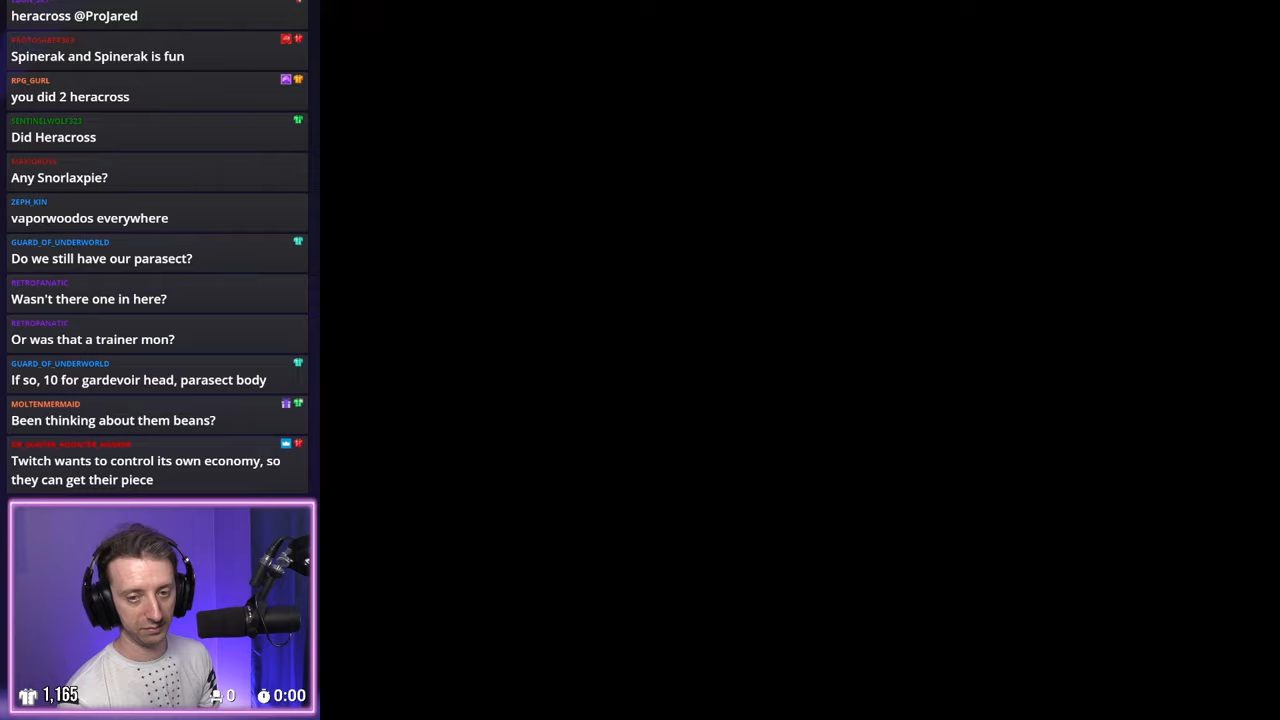 heracross @ProJared
Spinerak and Spinerak is fun
RPG_GURL
you did 2 heracross
SENTINELWOLF323
Did Heracross
Any Snorlaxpie?
ZEPH_KIN
vaporwoodos everywhere
GUARD_OF_UNDERWORLD
Do we still have our parasect?
RETROFANATIC
Wasn't there one in here?
RETROFANATIC
Or was that a trainer mon?
GUARD_OF_UNDERWORLD
If so, 10 for gardevoir head, parasect body
MOLTENMERMAID
Been thinking about them beans?
Twitch wants to control its own economy, so
they can get their piece
1,165 0 0:00